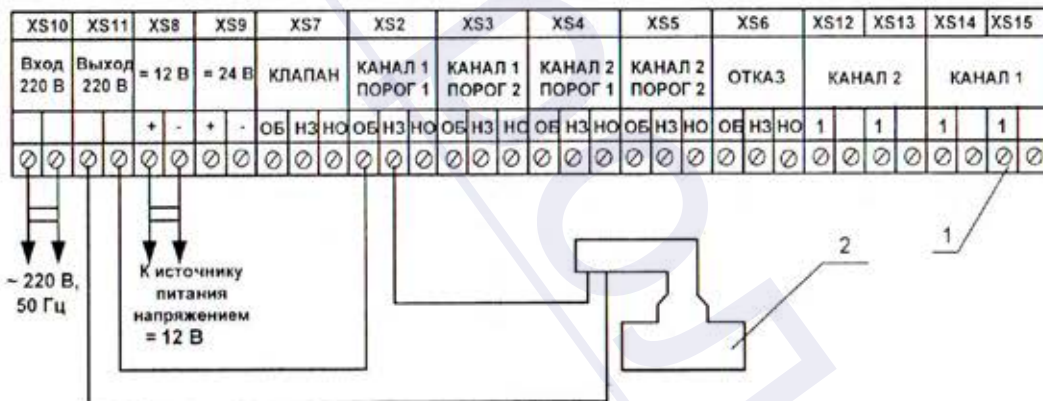 XS10 XS11 XS8 XS9 XS7 XS2 XS3 XS4 XS5 XS6 XS12 XS13 XS14 XS15
Вход Выход = 12 В = 24 В КЛАПАН КАНАЛ 1 КАНАЛ 1 КАНАЛ 2 КАНАЛ 2 ОТКАЗ КАНАЛ 2 КАНАЛ 1
220 В 220 В ПОРОГ 1 ПОРОГ 2 ПОРОГ 1 ПОРОГ 2
+ - + - ОБ НЗ НО ОБ НЗ НО ОБ НЗ НО ОБ НЗ НО ОБ НЗ НО ОБ НЗ НО 1 1 1 1
1
2
~ 220 В,
50 Гц
К источнику
питания
напряжением
= 12 В